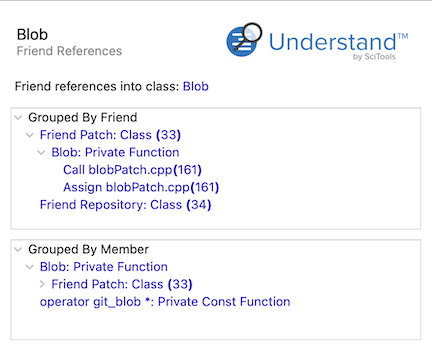 Blob
Friend References
Understand™
by SciTools
Friend references into class: Blob
Grouped By Friend
Friend Patch: Class (33)
Blob: Private Function
Call blobPatch.cpp(161)
Assign blobPatch.cpp(161)
Friend Repository: Class (34)
Grouped By Member
Blob: Private Function
Friend Patch: Class (33)
operator git_blob *: Private Const Function